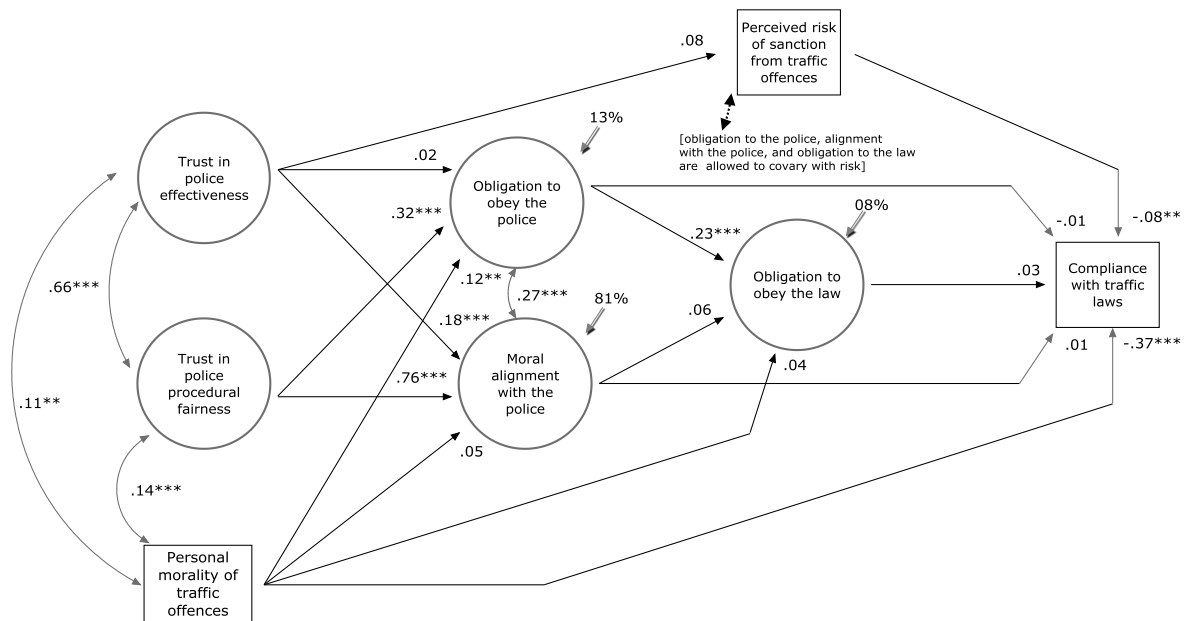 Perceived risk
of sanction
from traffic
offences
.08
13%
[obligation to the police, alignment
with the police, and obligation to the law
are allowed to covary with risk]
Trust in
police
effectiveness
.02
Obligation to
obey the
police
.32***
08%
-.01
-.08**
.23***
.66***
.12**
.27***
Obligation to
obey the law
.03
Compliance
with traffic
laws
.18***
81%
.06
.01
-.37***
Trust in
police
procedural
fairness
.76***
Moral
alignment
with the
police
.04
.11**
.05
.14***
Personal
morality of
traffic
offences